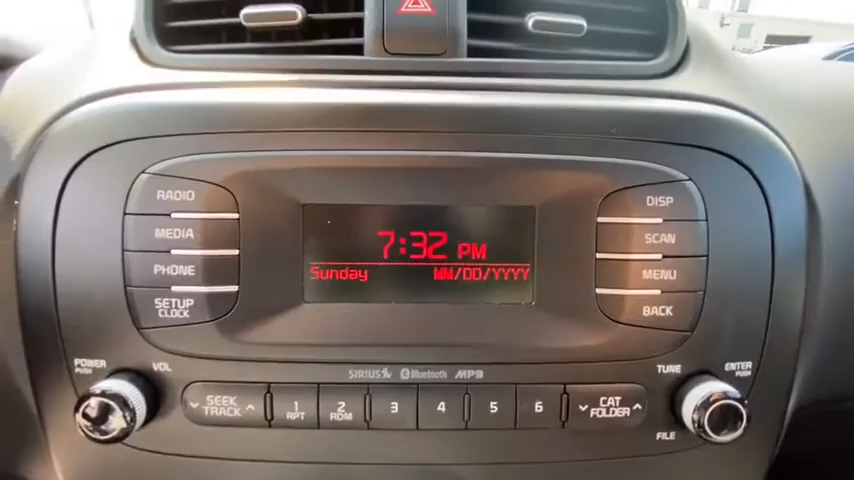 RADIO
MEDIA
PHONE
SETUP
CLOCK
7:32 PM
Sunday MM/DD/YYYY
DISP
SCAN
MENU
BACK
POWER
PUSH
VOL
SIRIUS Bluetooth MP3
TUNE
ENTER
PUSH
SEEK
TRACK
1
RPT
2
RDM
3
4
5
6
CAT
FOLDER
FILE